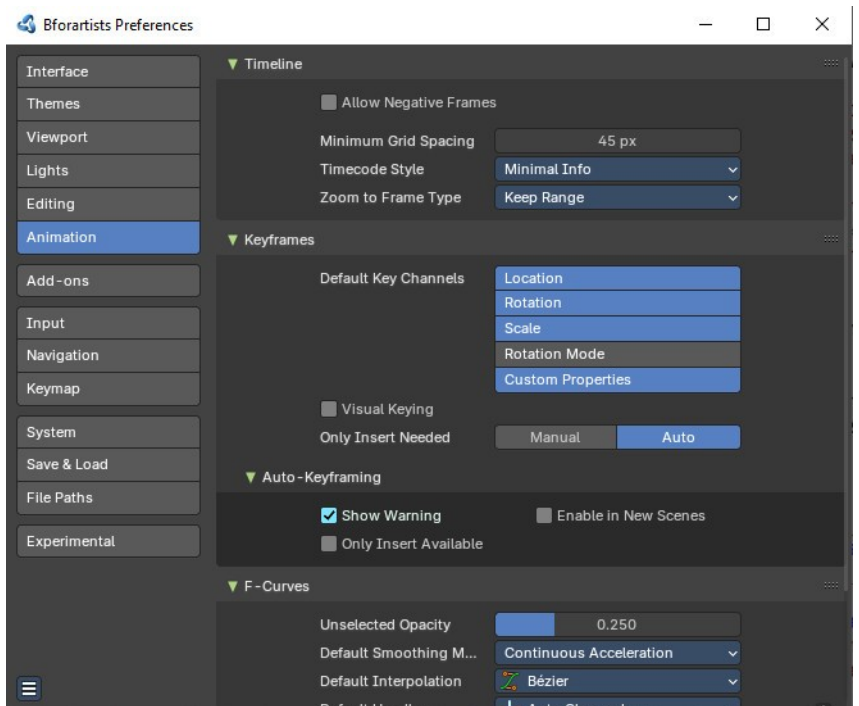 Bforartists Preferences
Interface
Themes
Viewport
Lights
Editing
Animation
Add-ons
Input
Navigation
Keymap
System
Save & Load
File Paths
Experimental
Timeline
Allow Negative Frames
Minimum Grid Spacing 45 px
Timecode Style Minimal Info
Zoom to Frame Type Keep Range
Keyframes
Default Key Channels Location
Rotation
Scale
Rotation Mode
Custom Properties
Visual Keying
Only Insert Needed Manual Auto
Auto-Keyframing
Show Warning Enable in New Scenes
Only Insert Available
F-Curves
Unselected Opacity 0.250
Default Smoothing M... Continuous Acceleration
Default Interpolation Bézier